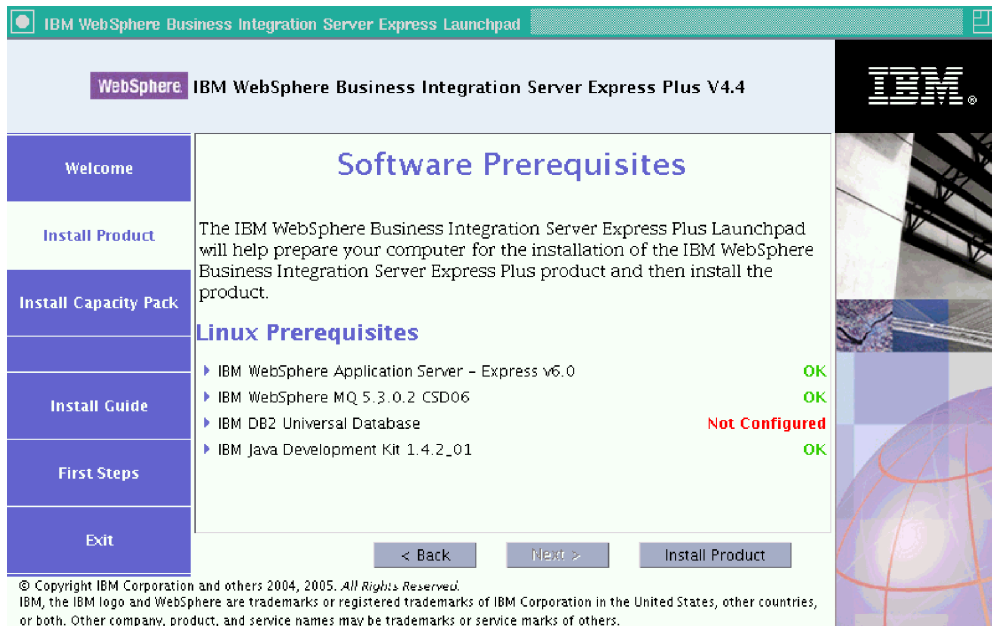 IBM WebSphere Business Integration Server Express Launchpad
WebSphere. IBM WebSphere Business Integration Server Express Plus V4.4
IBM®
Welcome
Install Product
Install Capacity Pack
Install Guide
First Steps
Exit
Software Prerequisites
The IBM WebSphere Business Integration Server Express Plus Launchpad
will help prepare your computer for the installation of the IBM WebSphere
Business Integration Server Express Plus product and then install the
product.
Linux Prerequisites
IBM WebSphere Application Server – Express v6.0 OK
IBM WebSphere MQ 5.3.0.2 CSD06 OK
IBM DB2 Universal Database Not Configured
IBM Java Development Kit 1.4.2_01 OK
< Back Next > Install Product
© Copyright IBM Corporation and others 2004, 2005. All Rights Reserved.
IBM, the IBM logo and WebSphere are trademarks or registered trademarks of IBM Corporation in the United States, other countries,
or both. Other company, product, and service names may be trademarks or service marks of others.